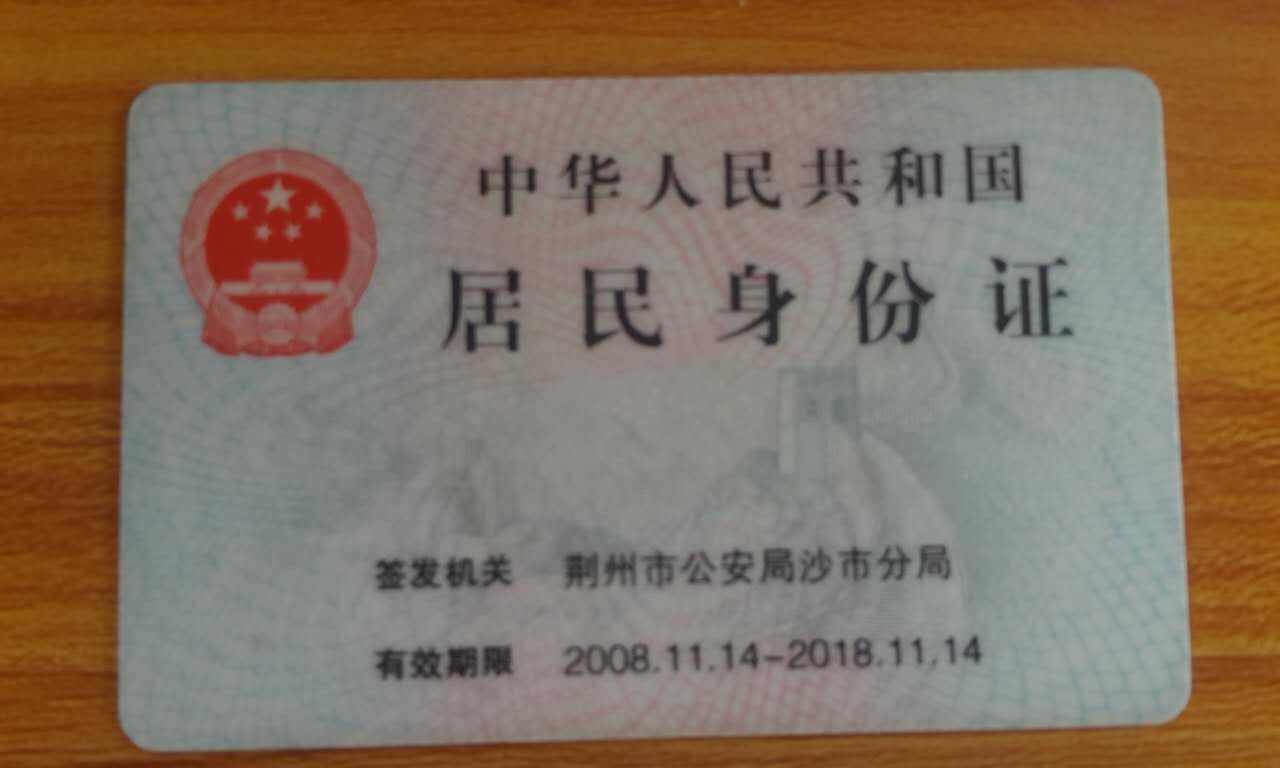 中华人民共和国
居民身份证
签发机关 荆州市公安局沙市分局
有效期限 2008.11.14-2018.11.14